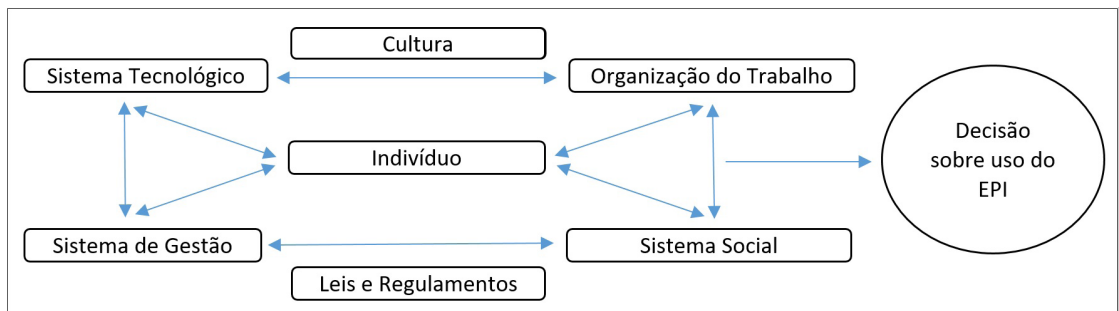 Cultura
Sistema Tecnológico
Organização do Trabalho
Indivíduo
Decisão
sobre uso do
EPI
Sistema de Gestão
Sistema Social
Leis e Regulamentos